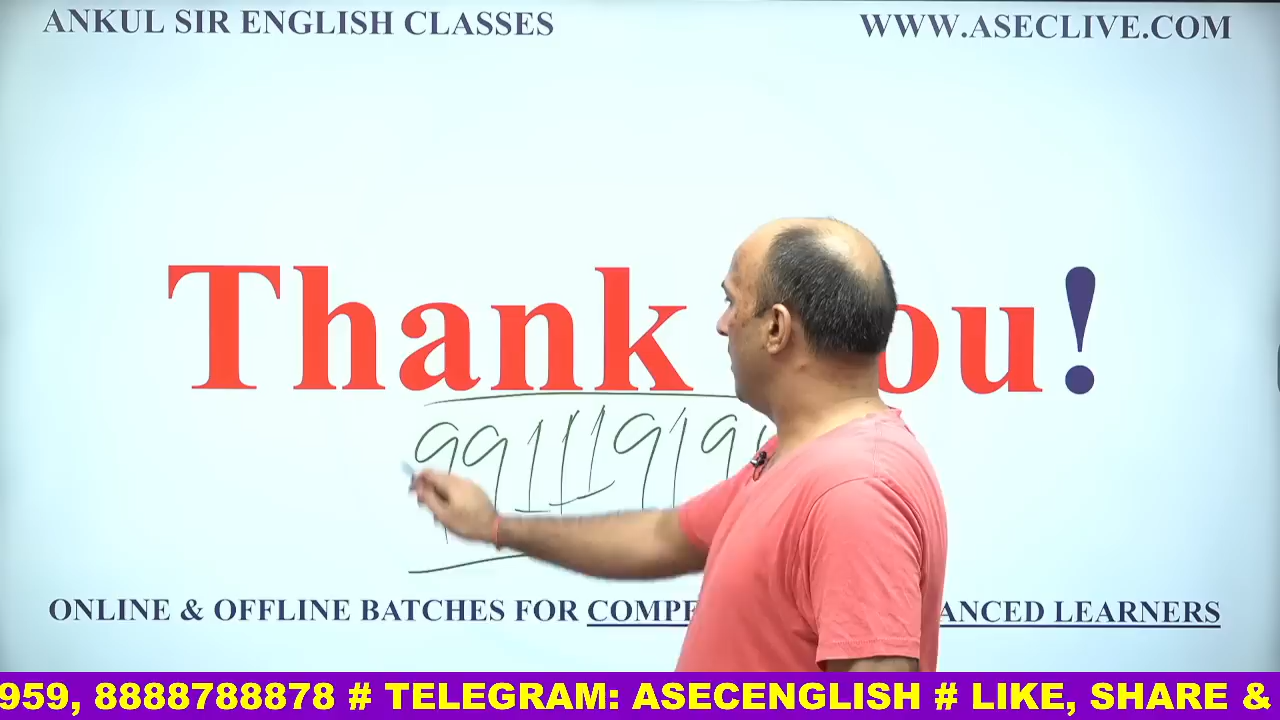 ANKUL SIR ENGLISH CLASSES
WWW.ASECLIVE.COM
Thank ou!
99111919
ONLINE & OFFLINE BATCHES FOR COMPE ANCED LEARNERS
959, 8888788878 # TELEGRAM: ASECENGLISH # LIKE, SHARE &